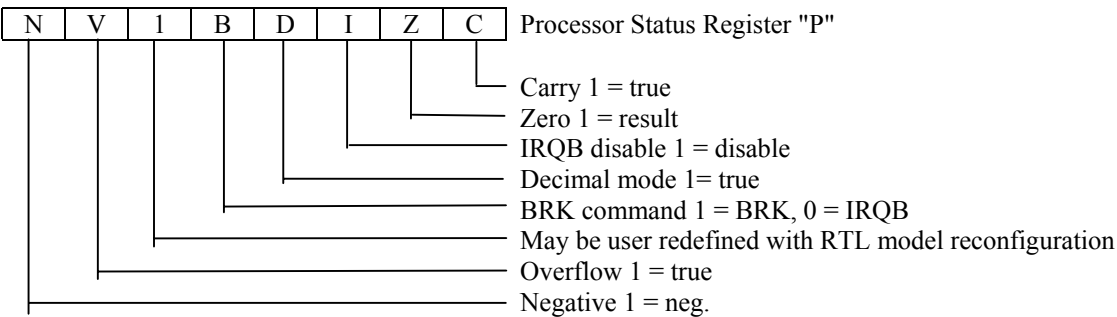 N V 1 B D I Z C Processor Status Register "P"
Carry 1 = true
Zero 1 = result
IRQB disable 1 = disable
Decimal mode 1= true
BRK command 1 = BRK, 0 = IRQB
May be user redefined with RTL model reconfiguration
Overflow 1 = true
Negative 1 = neg.